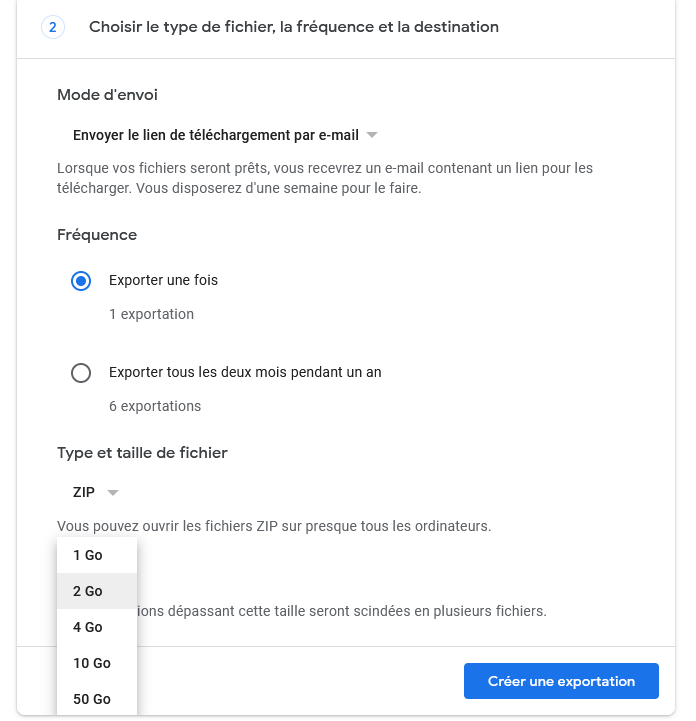 2
Choisir le type de fichier, la fréquence et la destination
Mode d'envoi
Envoyer le lien de téléchargement par e-mail
Lorsque vos fichiers seront prêts, vous recevrez un e-mail contenant un lien pour les
télécharger. Vous disposerez d'une semaine pour le faire.
Fréquence
Exporter une fois
1 exportation
Exporter tous les deux mois pendant un an
6 exportations
Type et taille de fichier
ZIP
Vous pouvez ouvrir les fichiers ZIP sur presque tous les ordinateurs.
1 Go
2 Go
ions dépassant cette taille seront scindées en plusieurs fichiers.
4 Go
10 Go
50 Go
Créer une exportation